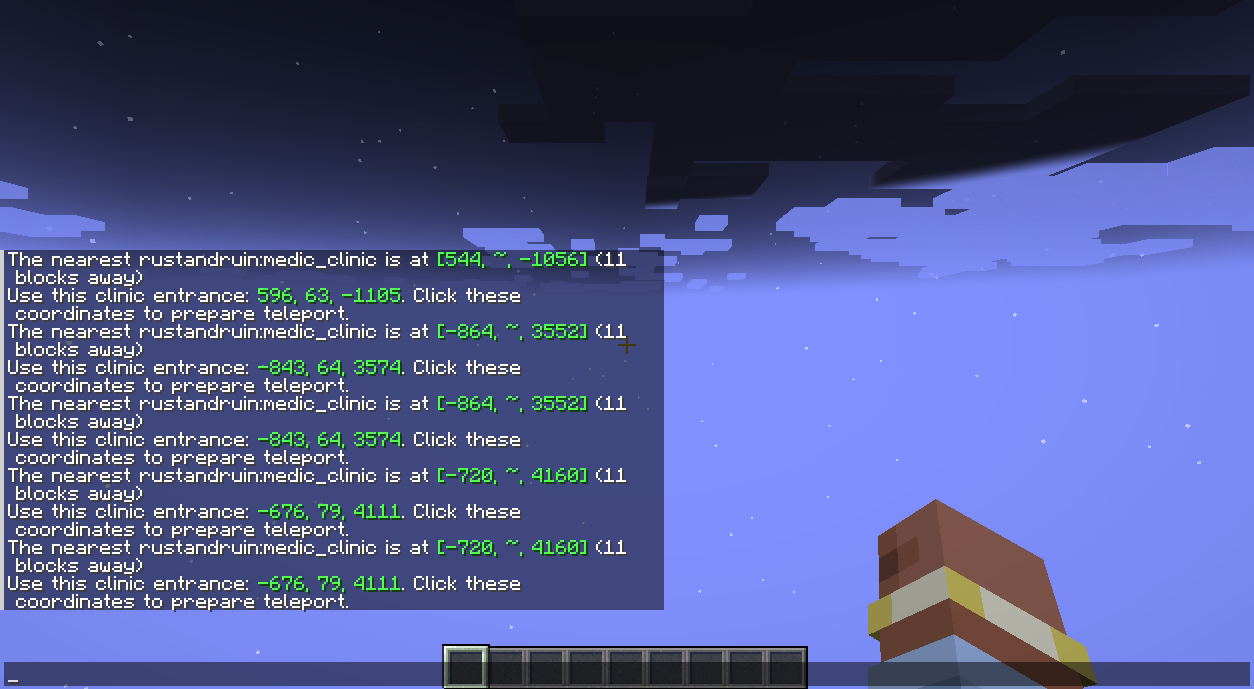 The nearest rustandruin:medic_clinic is at [544, ~, -1056] (11
blocks away)
Use this clinic entrance: 596, 63, -1105. Click these
coordinates to prepare teleport.
The nearest rustandruin:medic_clinic is at [-864, ~, 3552] (11
blocks away)
Use this clinic entrance: -843, 64, 3574. Click these
coordinates to prepare teleport.
The nearest rustandruin:medic_clinic is at [-864, ~, 3552] (11
blocks away)
Use this clinic entrance: -843, 64, 3574. Click these
coordinates to prepare teleport.
The nearest rustandruin:medic_clinic is at [-720, ~, 4160] (11
blocks away)
Use this clinic entrance: -676, 79, 4111. Click these
coordinates to prepare teleport.
The nearest rustandruin:medic_clinic is at [-720, ~, 4160] (11
blocks away)
Use this clinic entrance: -676, 79, 4111. Click these
coordinates to prepare teleport.
_